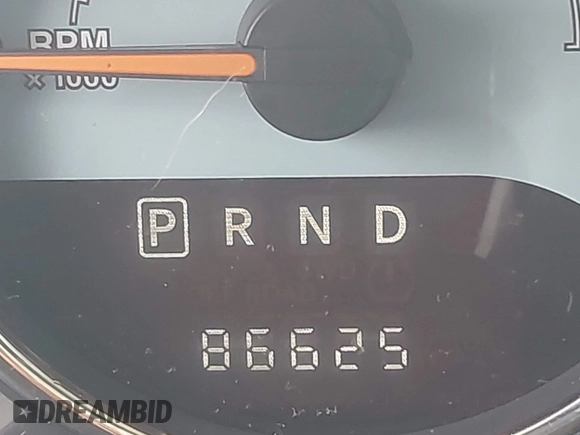 RPM
x 1000
P R N D
86625
DREAMBID